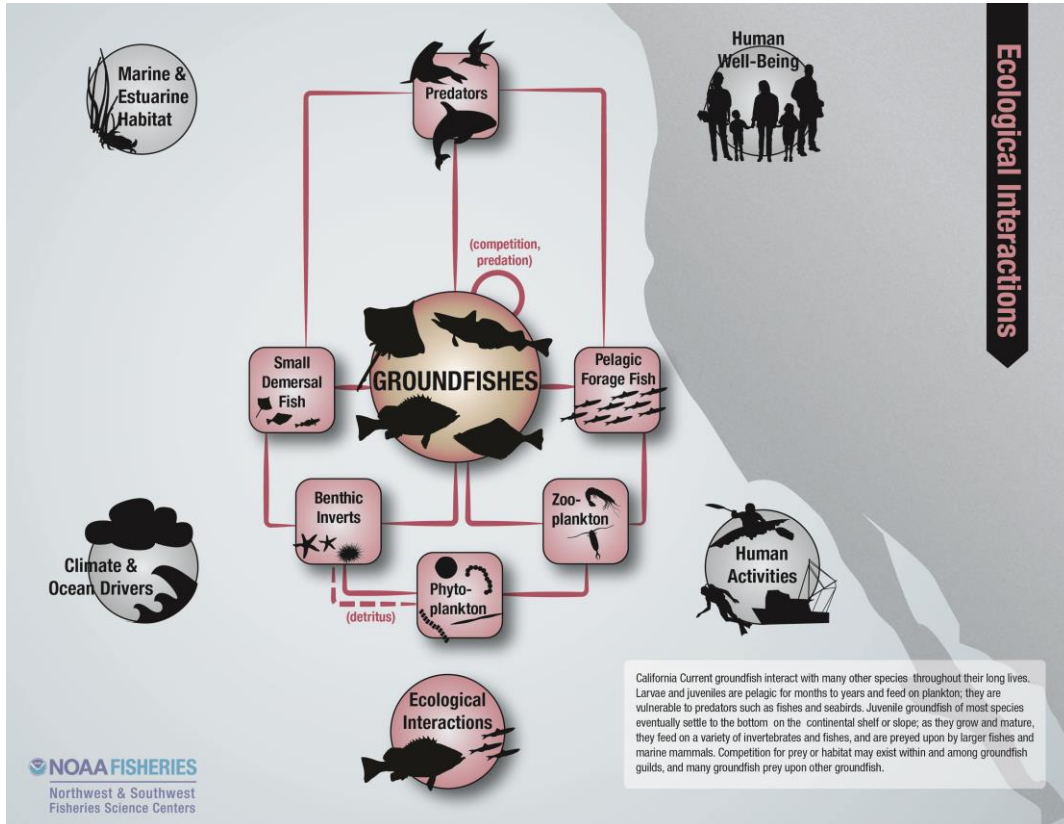 Ecological Interactions
Marine &
Estuarine
Habitat
Predators
Human
Well-Being
(competition,
predation)
Small
Demersal
Fish
GROUNDFISHES
Pelagic
Forage Fish
Benthic
Inverts
Zoo-
plankton
Climate &
Ocean Drivers
Phyto-
plankton
(detritus)
Human
Activities
Ecological
Interactions
California Current groundfish interact with many other species throughout their long lives.
Larvae and juveniles are pelagic for months to years and feed on plankton; they are
vulnerable to predators such as fishes and seabirds. Juvenile groundfish of most species
eventually settle to the bottom on the continental shelf or slope; as they grow and mature,
they feed on a variety of invertebrates and fishes, and are preyed upon by larger fishes and
marine mammals. Competition for prey or habitat may exist within and among groundfish
guilds, and many groundfish prey upon other groundfish.
NOAA FISHERIES
Northwest & Southwest
Fisheries Science Centers